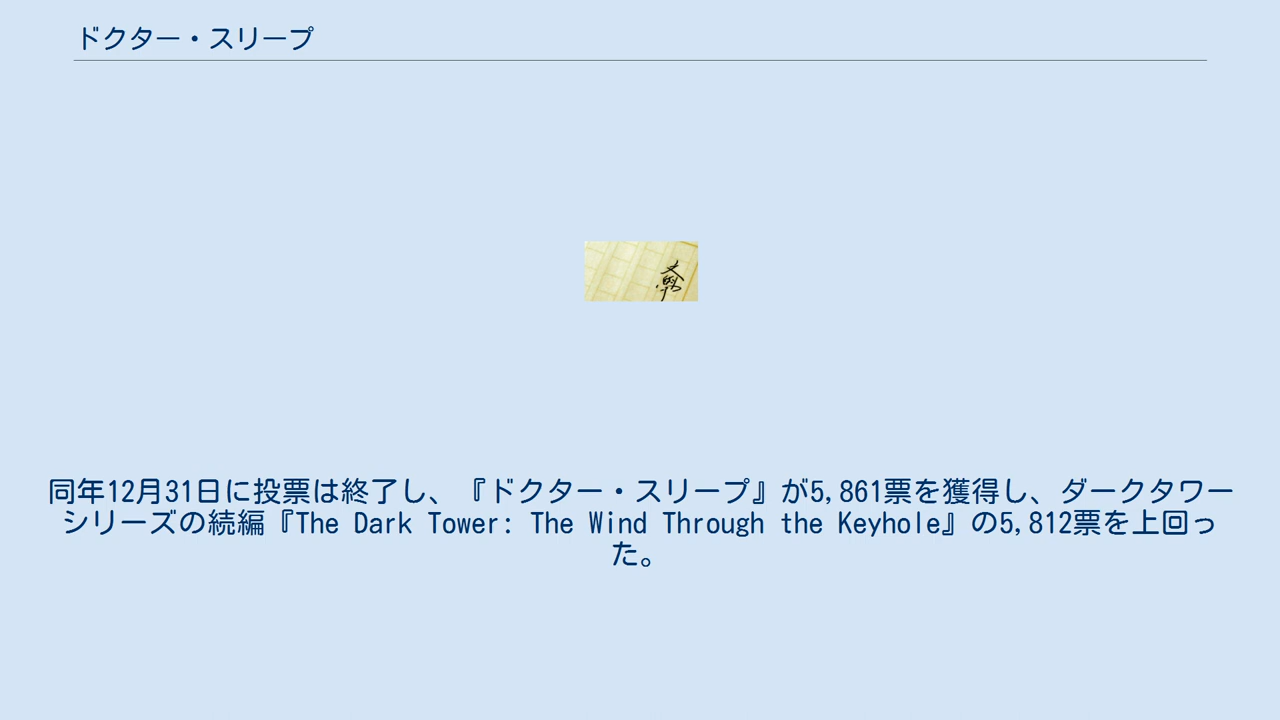 ドクター・スリープ
同年12月31日に投票は終了し、『ドクター・スリープ』が5,861票を獲得し、ダークタワー
シリーズの続編『The Dark Tower: The Wind Through the Keyhole』の5,812票を上回っ
た。